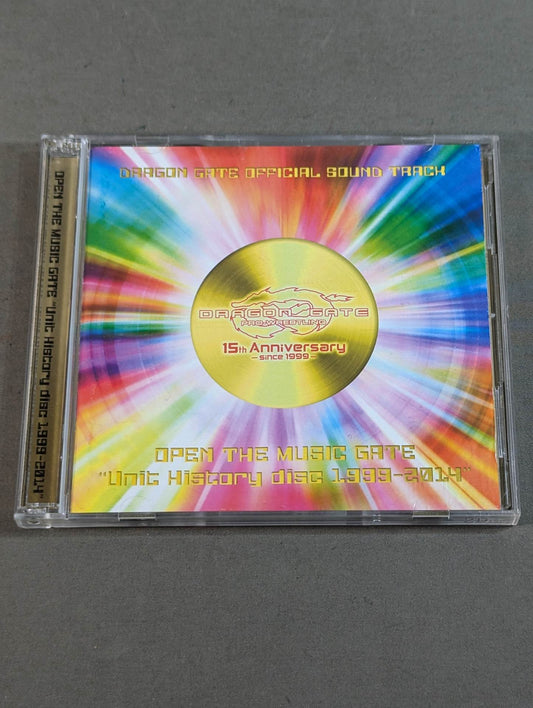 DRAGON GATE OFFICIAL SOUND TRACK
DRAGON GATE
PRO-WRESTLING
15th Anniversary
- since 1999 -
OPEN THE MUSIC GATE
"Unit History disc 1999-2014"
OPEN THE MUSIC GATE "Unit History disc 1999-2014"